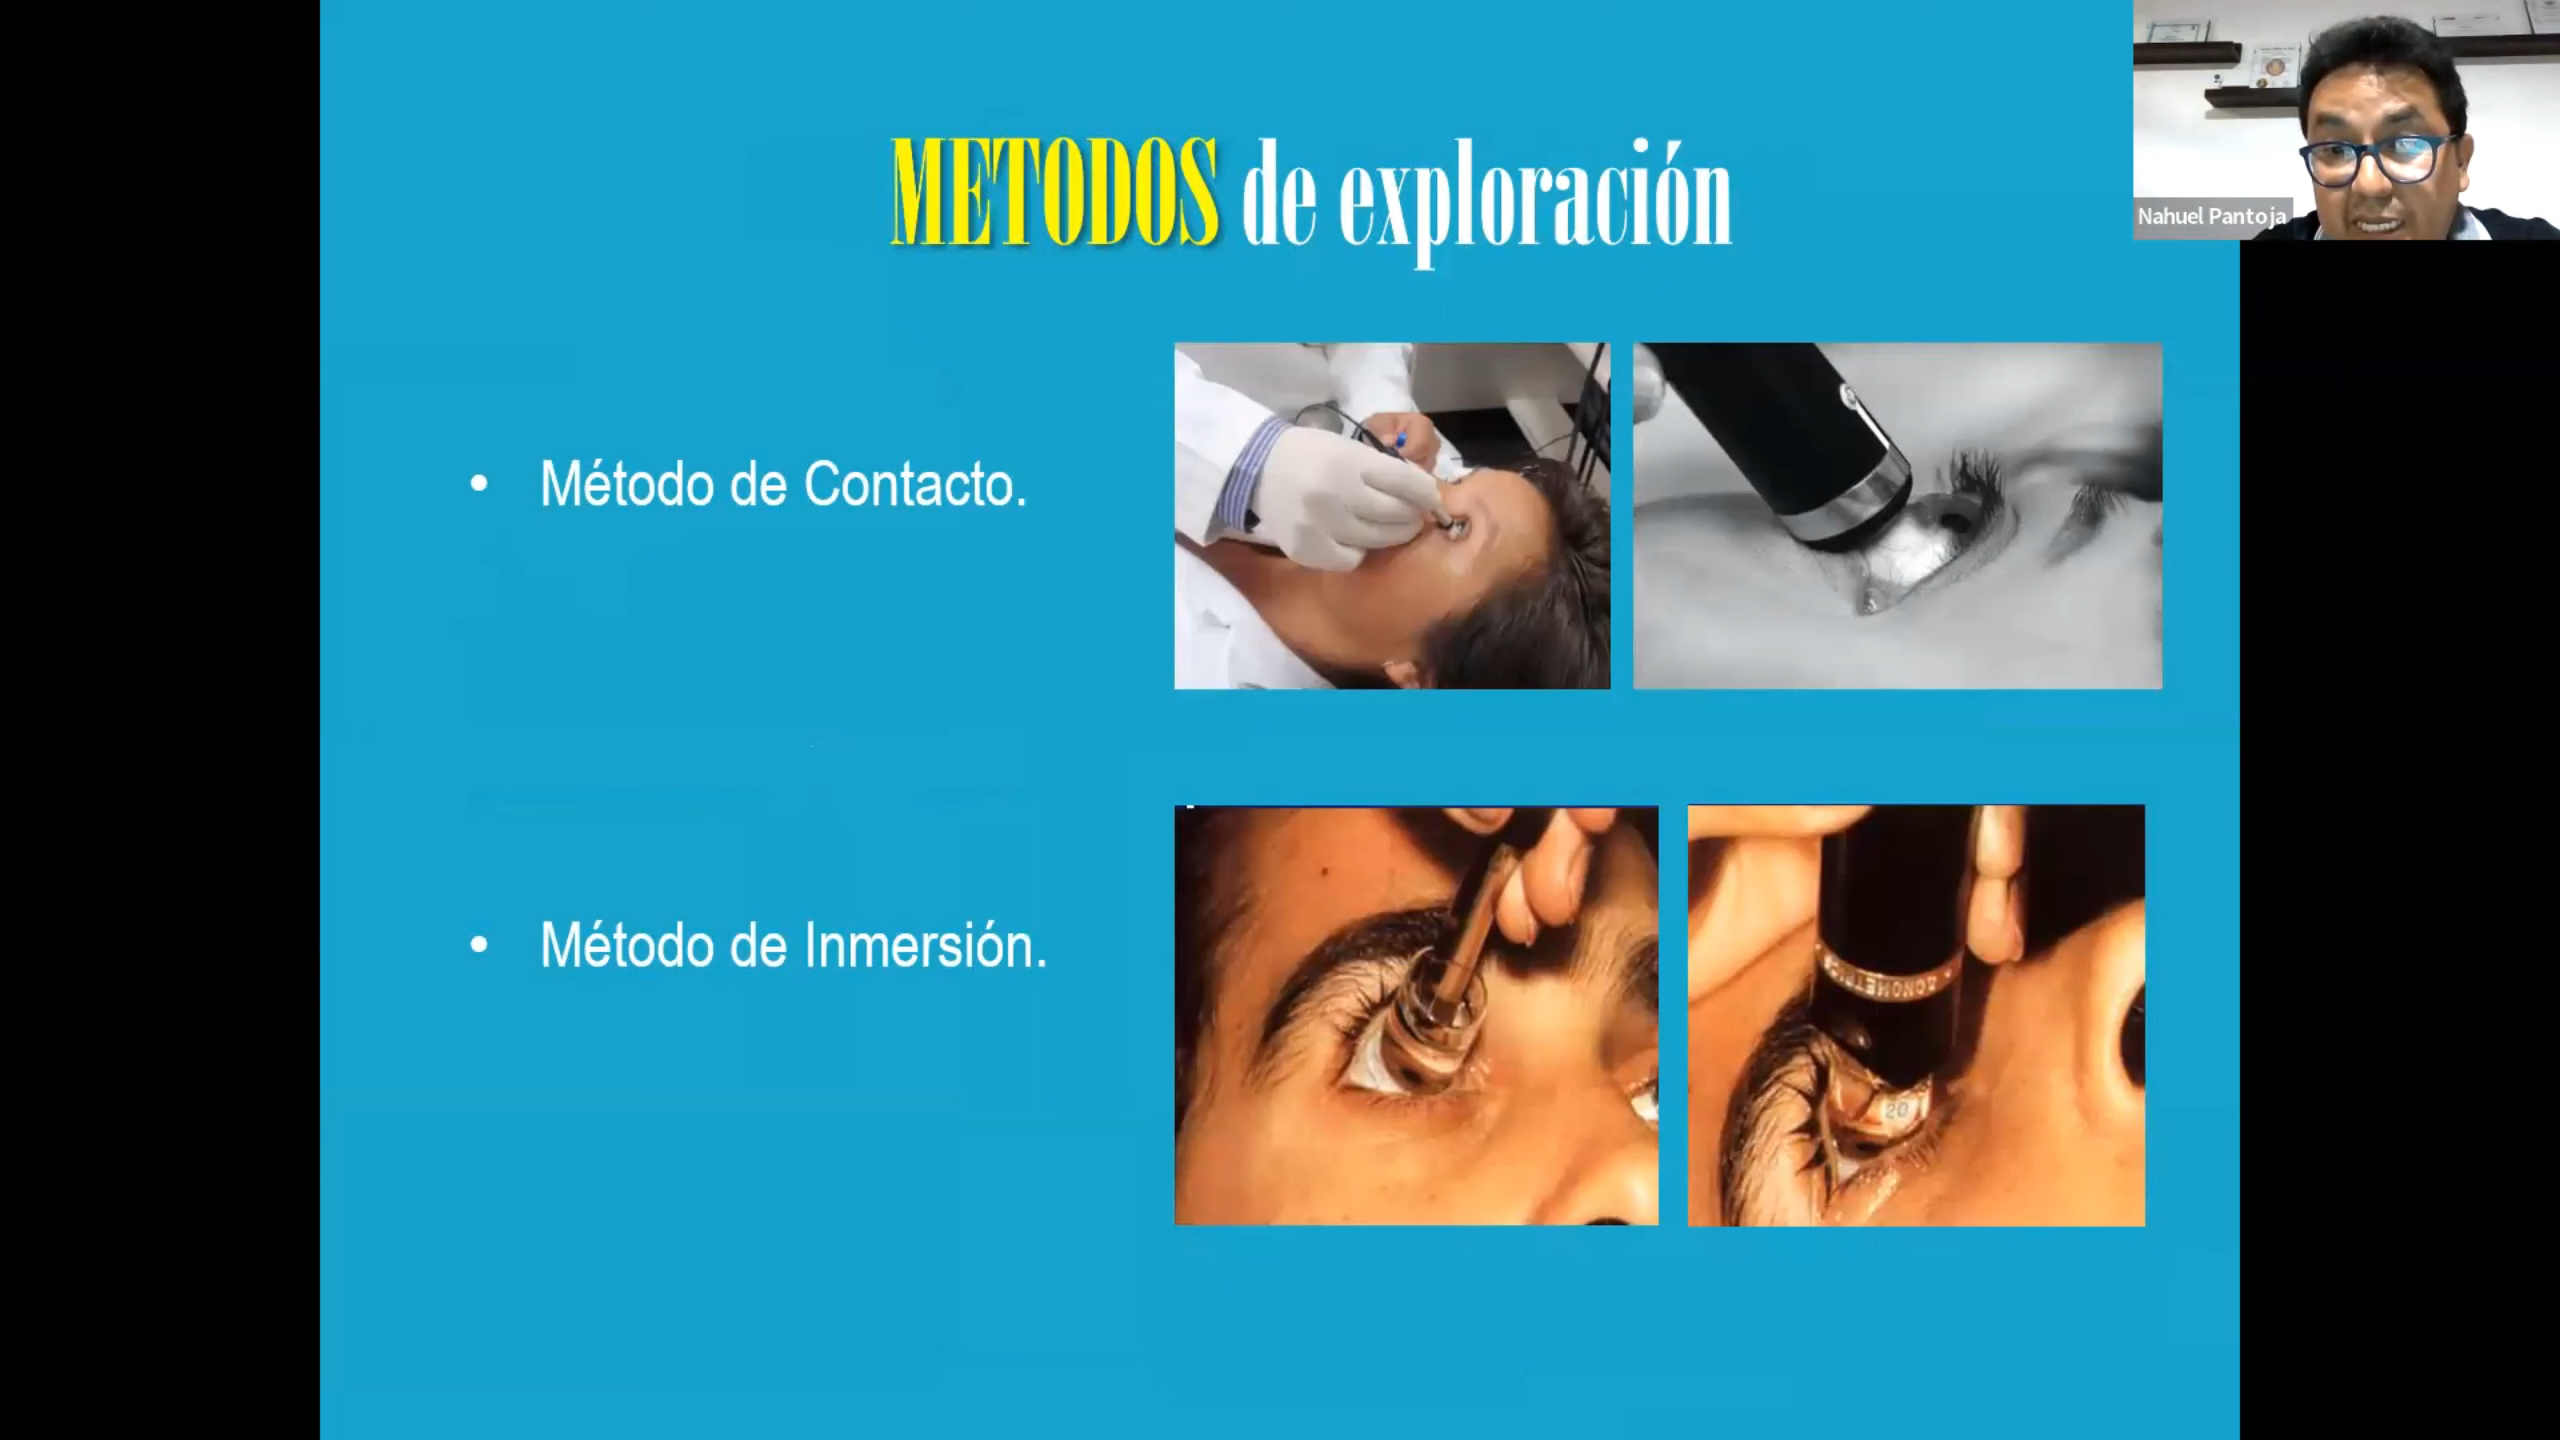 METODOS de exploración
Nahuel Pantoja
• Método de Contacto.
• Método de Inmersión.
20